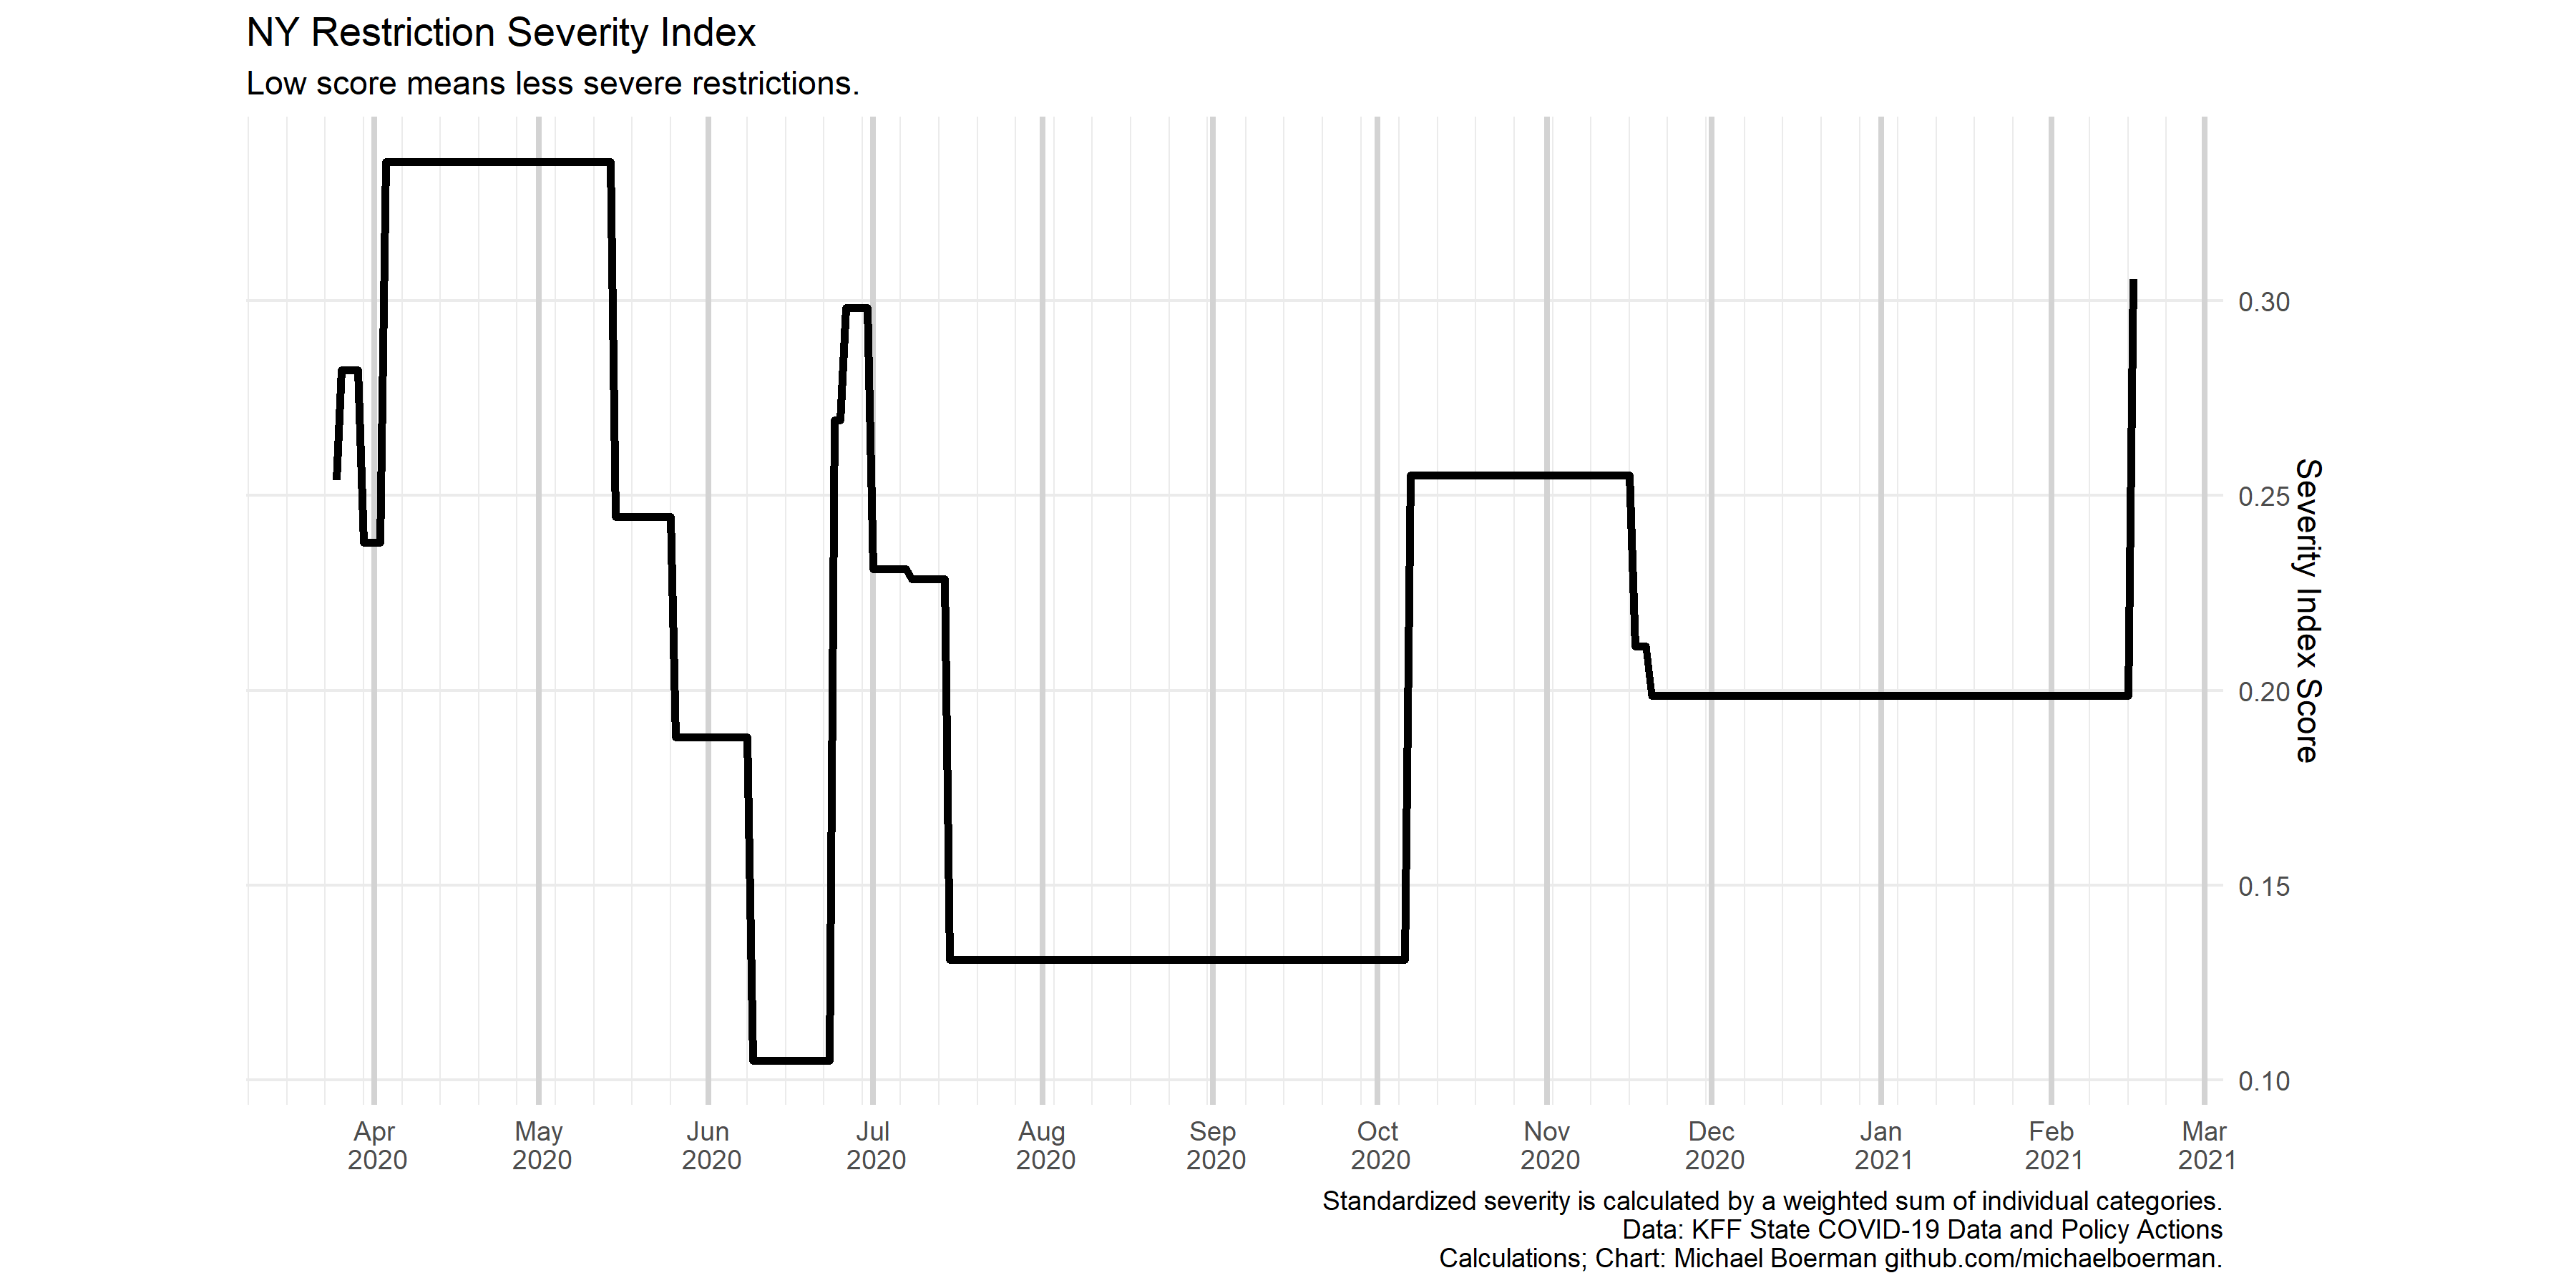 NY Restriction Severity Index
Low score means less severe restrictions.
0.30
0.25
0.20
0.15
0.10
Severity Index Score
Apr
2020
May
2020
Jun
2020
Jul
2020
Aug
2020
Sep
2020
Oct
2020
Nov
2020
Dec
2020
Jan
2021
Feb
2021
Mar
2021
Standardized severity is calculated by a weighted sum of individual categories.
Data: KFF State COVID-19 Data and Policy Actions
Calculations; Chart: Michael Boerman github.com/michaelboerman.